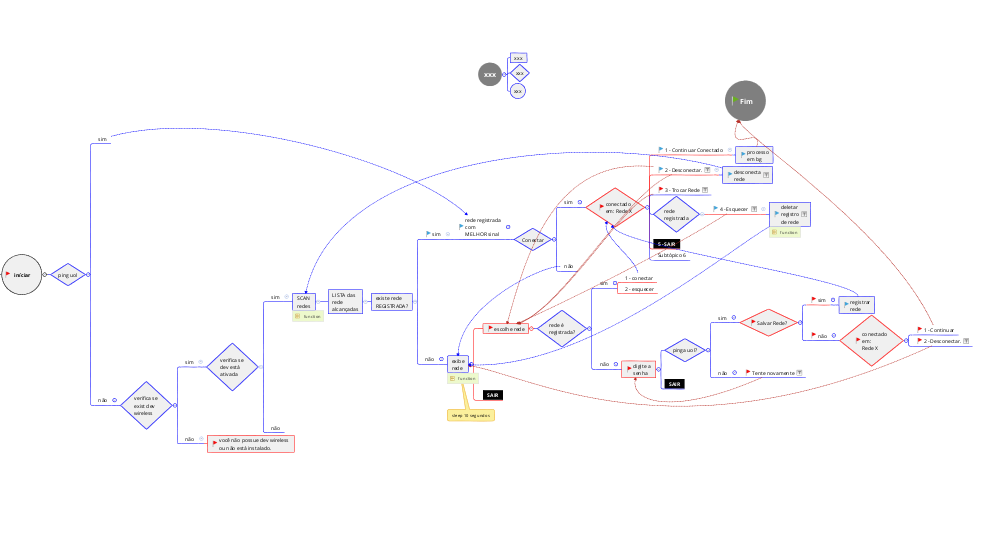 xxx
xxx
xxx
xxx
Fim
sim
1 - Continuar Conectado
processo
em bg
2 - Desconectar.
desconecta
rede
3 - Trocar Rede
sim
conectado
em: Rede X
rede
registrada
4 -Esquecer
deletar
registro
de rede
function
rede registrada
com
MELHOR sinal
sim
Conectar
5 -SAIR
Subtópico 6
não
iniciar
ping uol
1 - conectar
sim
2 - esquecer
sim
SCAN
redes
function
LISTA das
rede
alcançadas
existe rede
REGISTRADA?
sim
registrar
rede
sim
Salvar Rede?
escolhe rede
rede é
registrada?
não
conectado
em:
Rede X
1 - Continuar
2 -Desconectar.
ping a uol?
não
exibe
rede
function
não
digite a
senha
não
Tente novamente
SAIR
SAIR
sleep 10 segundos
sim
verifica se
dev está
ativada
não
verifica se
exist dev
wireless
não
não
você não possue dev wireless
ou não está instalado.